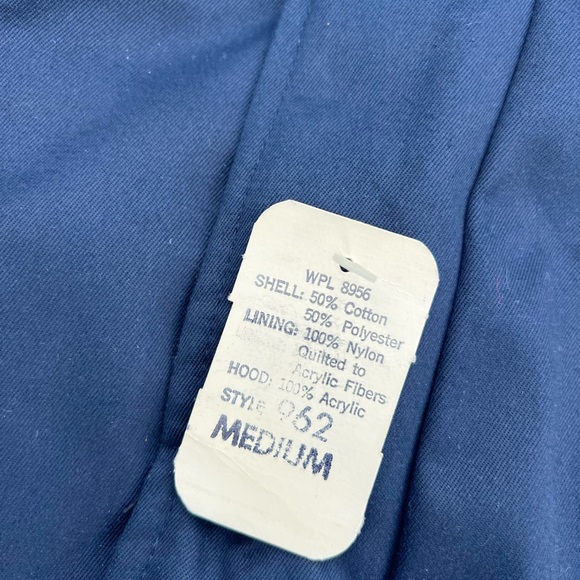 WPL 8956
SHELL: 50% Cotton
50% Polyester
LINING: 100% Nylon
Quilted to
Acrylic Fibers
HOOD: 100% Acrylic
STYLE 962
MEDIUM